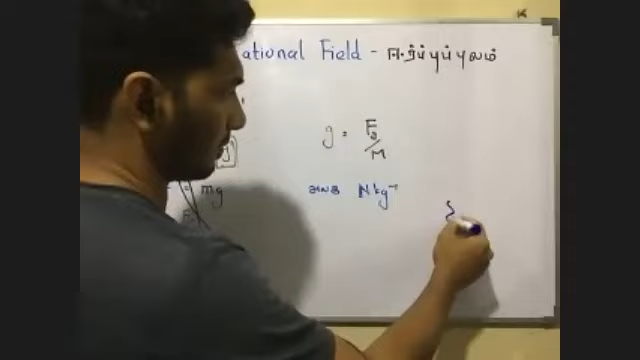 ational Field - ஈர்ப்புப்புலம்
g = Fg/M
g
= mg
அலகு Nkg⁻¹